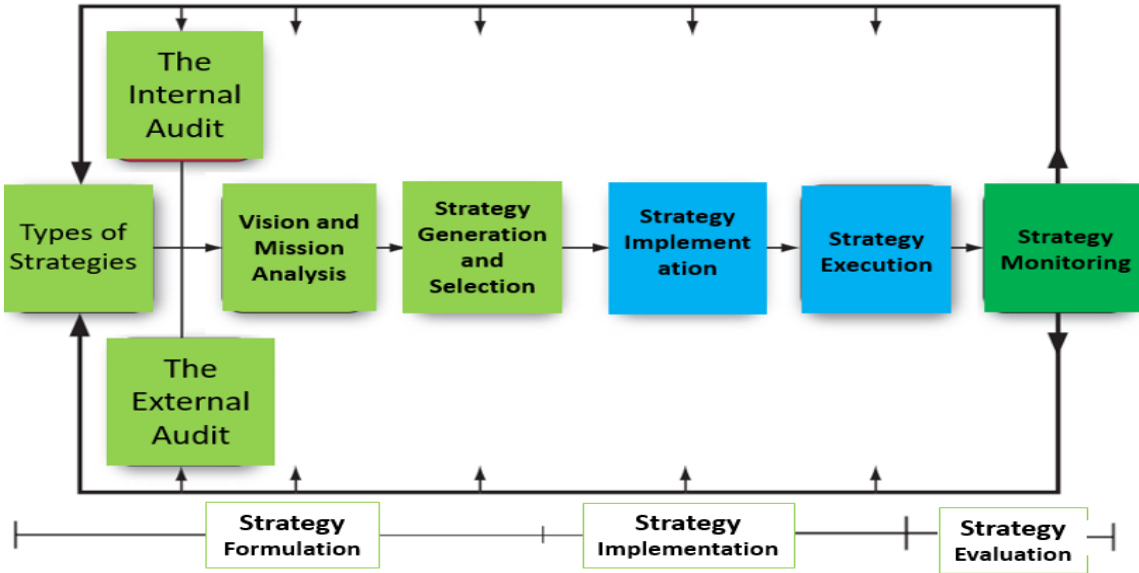 The
Internal
Audit
Types of
Strategies
Vision and
Mission
Analysis
Strategy
Generation
and
Selection
Strategy
Implement
ation
Strategy
Execution
Strategy
Monitoring
The
External
Audit
Strategy
Formulation
Strategy
Implementation
Strategy
Evaluation